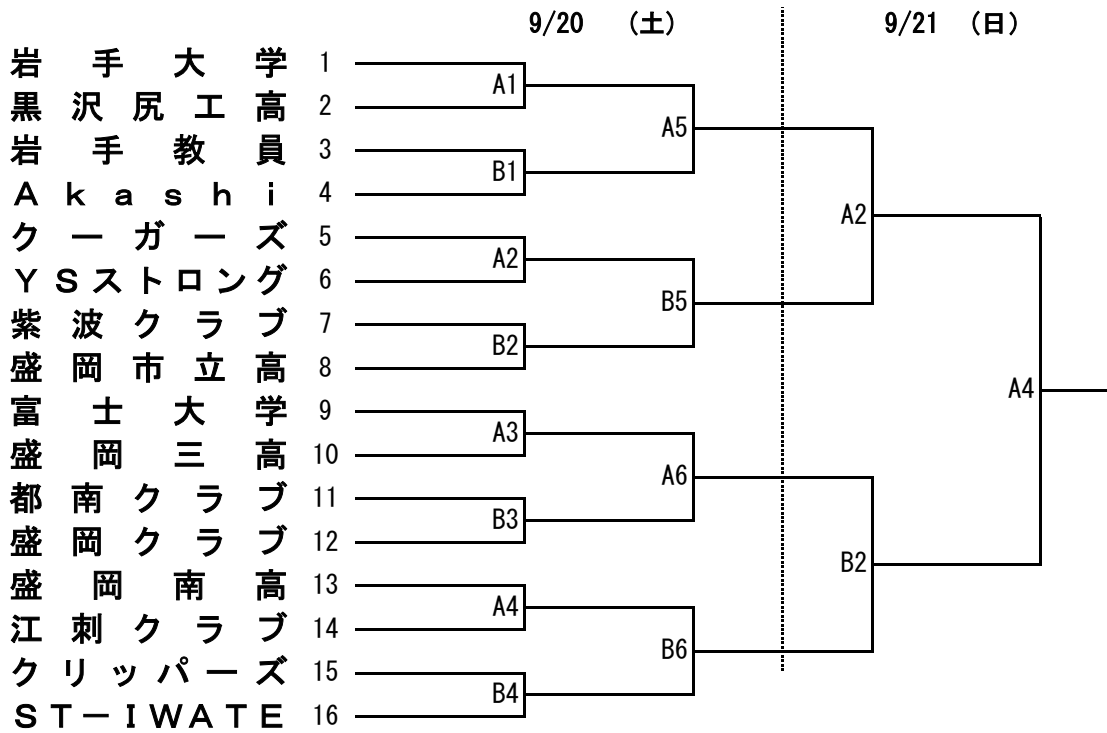 9/20 （土） 9/21 （日）
岩手大学 1
A1
黒沢尻工高 2
A5
岩手教員 3
B1
Akashi 4
A2
クーガーズ 5
A2
YSストロング 6
B5
紫波クラブ 7
B2
盛岡市立高 8
A4
富士大学 9
A3
盛岡三高 10
A6
都南クラブ 11
B3
盛岡クラブ 12
B2
盛岡南高 13
A4
江刺クラブ 14
B6
クリッパーズ 15
B4
ST－IWATE 16